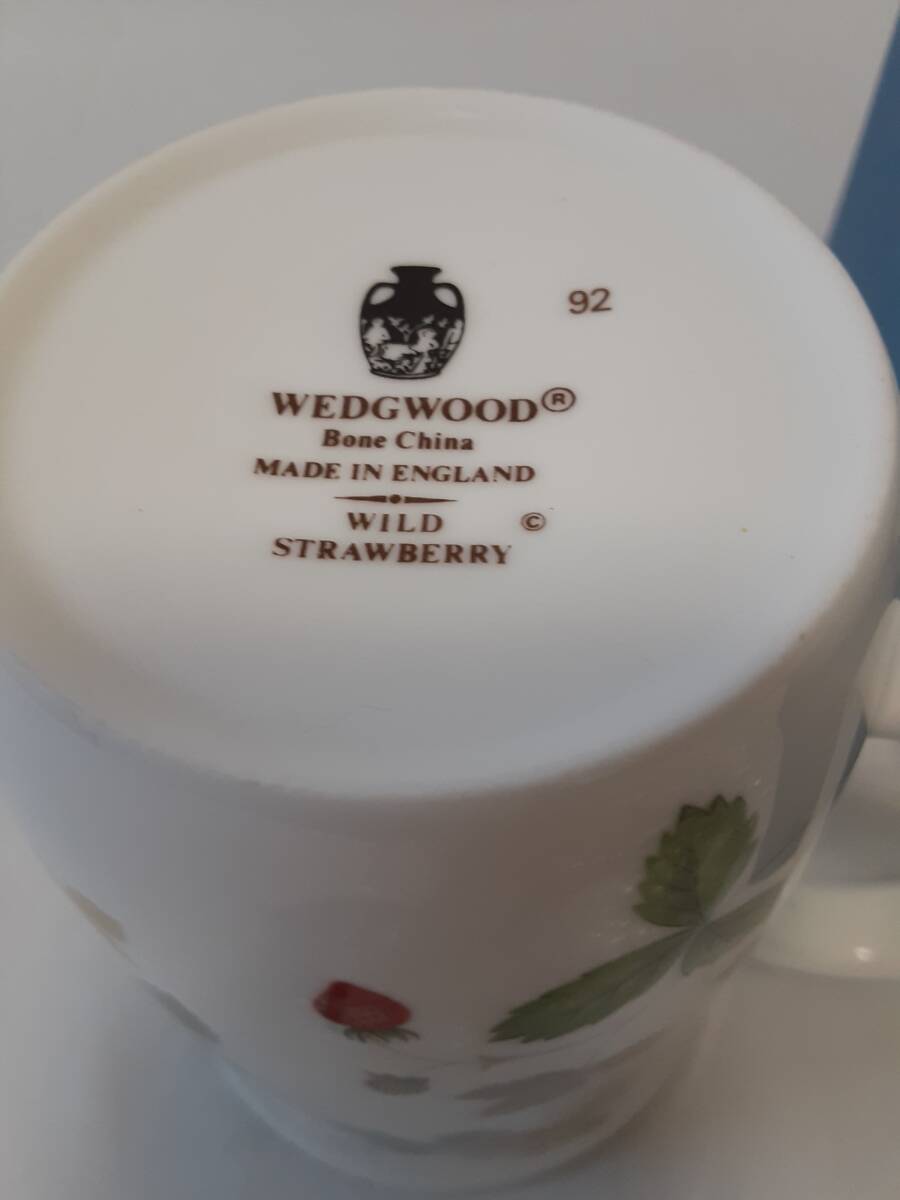 92
WEDGWOOD®
Bone China
MADE IN ENGLAND
WILD ©
STRAWBERRY